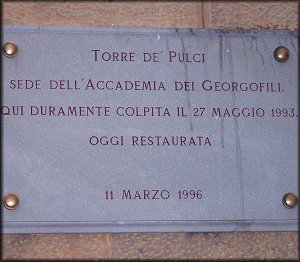 TORRE DE' PULCI
SEDE DELL'ACCADEMIA DEI GEORGOFILI.
QUI DURAMENTE COLPITA IL 27 MAGGIO 1993.
OGGI RESTAURATA
11 MARZO 1996